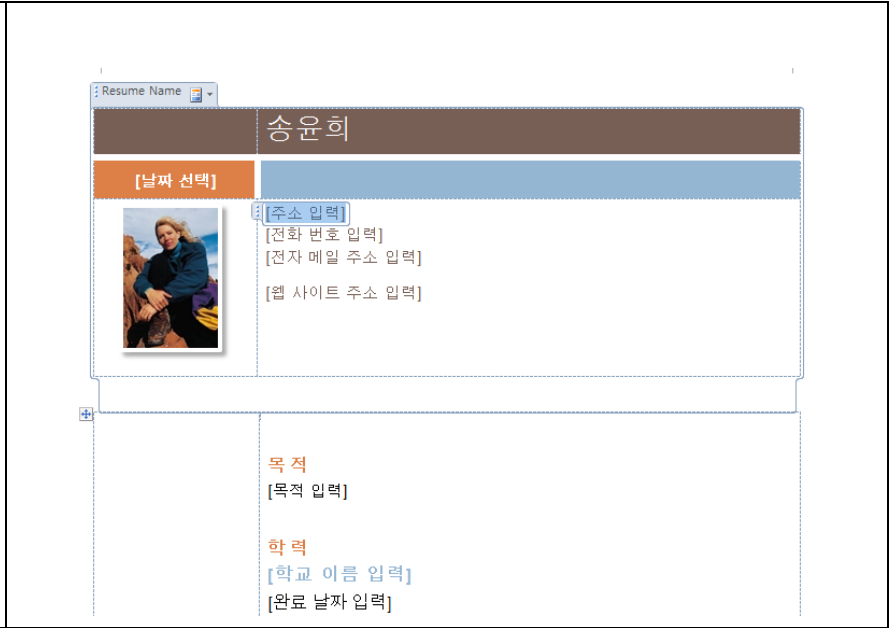 Resume Name
송윤희
[날짜 선택]
[주소 입력]
[전화 번호 입력]
[전자 메일 주소 입력]
[웹 사이트 주소 입력]
목적
[목적 입력]
학력
[학교 이름 입력]
[완료 날짜 입력]